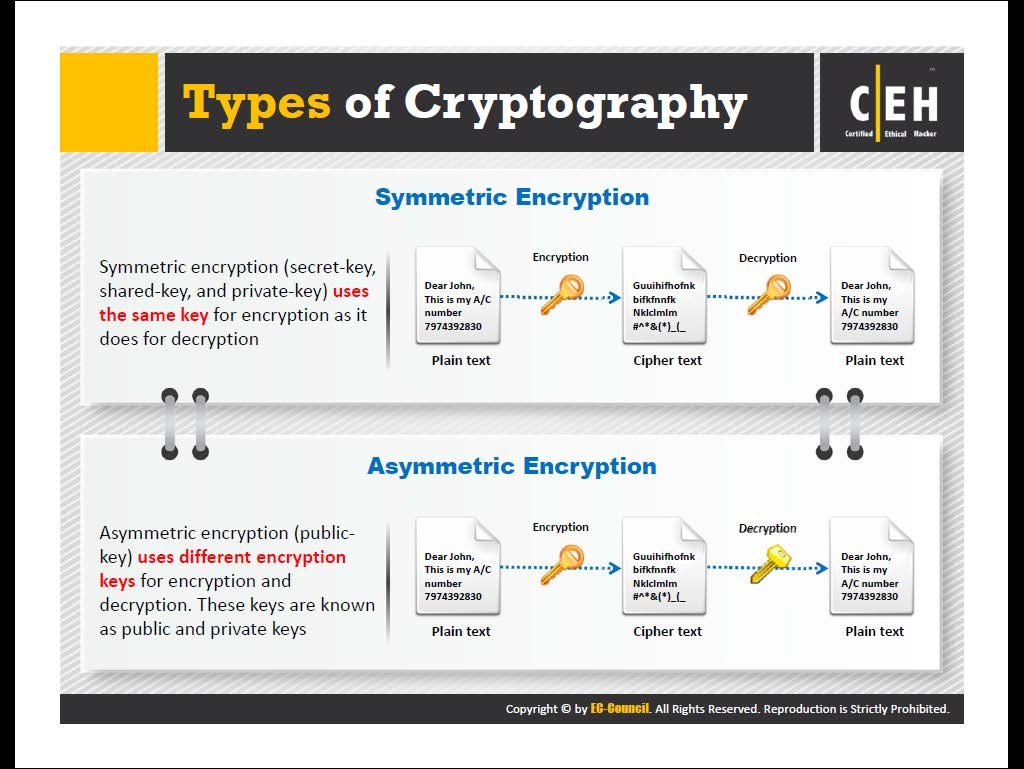 Types of Cryptography
C|EH
Certified Ethical Hacker
Symmetric Encryption
Symmetric encryption (secret-key,
shared-key, and private-key) uses
the same key for encryption as it
does for decryption
Dear John,
This is my A/C
number
7974392830
Plain text
Encryption
Guuihifhofnk
bifkfnnfk
Nklclmlm
#^*&(*)_(_
Cipher text
Decryption
Dear John,
This is my
A/C number
7974392830
Plain text
Asymmetric Encryption
Asymmetric encryption (public-
key) uses different encryption
keys for encryption and
decryption. These keys are known
as public and private keys
Dear John,
This is my A/C
number
7974392830
Plain text
Encryption
Guuihifhofnk
bifkfnnfk
Nklclmlm
#^*&(*)_(_
Cipher text
Decryption
Dear John,
This is my
A/C number
7974392830
Plain text
Copyright © by EC-Council. All Rights Reserved. Reproduction is Strictly Prohibited.